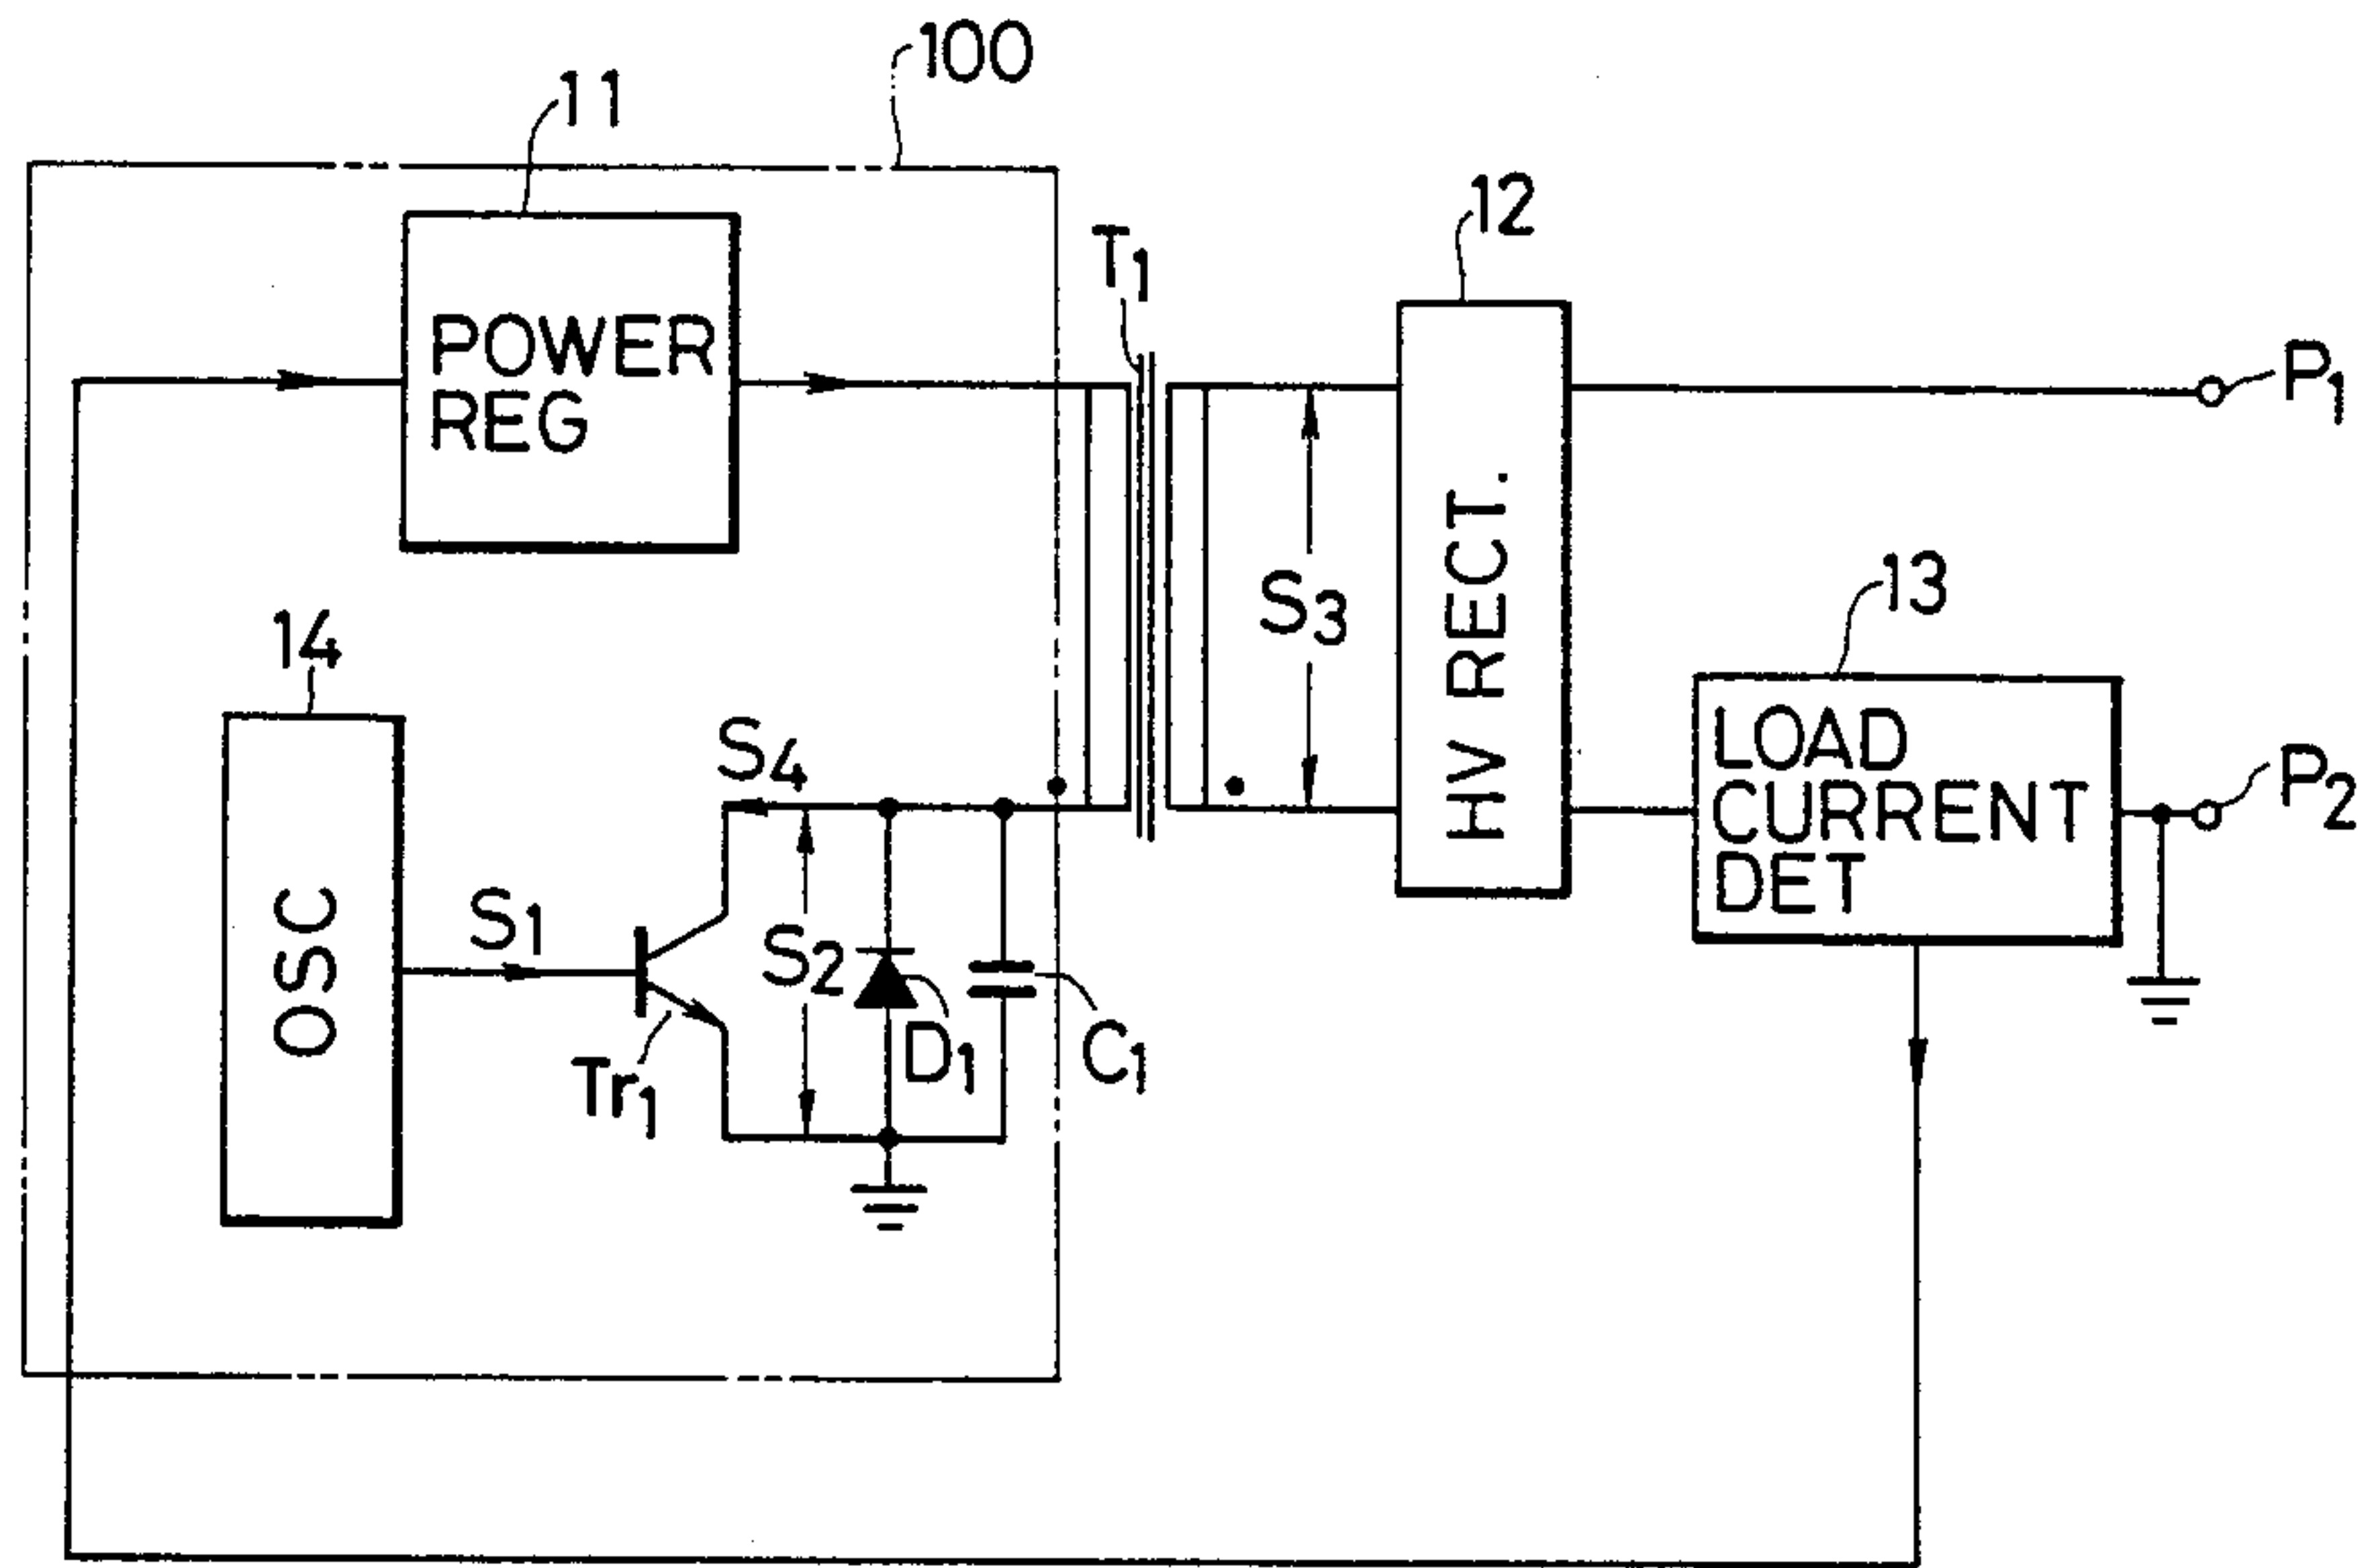 100
11
12
T1
POWER
REG
P1
HV RECT.
S3
13
14
LOAD
CURRENT
DET
P2
S4
OSC
S1
S2
D1
C1
Tr1